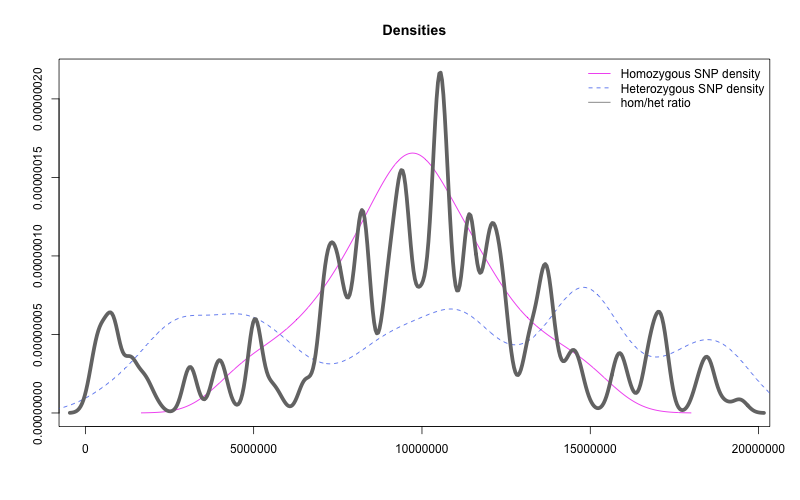 Densities
Homozygous SNP density
Heterozygous SNP density
hom/het ratio
0.00000020
0.00000015
0.00000010
0.00000005
0.00000000
0 5000000 10000000 15000000 20000000